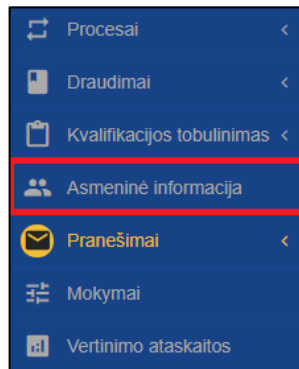 Procesai
Draudimai
Kvalifikacijos tobulinimas
Asmeninė informacija
Pranešimai
Mokymai
Vertinimo ataskaitos